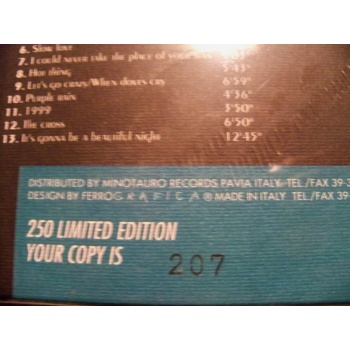 6. Slow love
7. I could never take the place of your man
8. Hot thing 5'43"
9. Let's go crazy/When doves cry 6'59"
10. Purple rain 4'36"
11. 1999 3'50"
12. The cross 6'50"
13. It's gonna be a beautiful night 12'45"
DISTRIBUTED BY MINOTAURO RECORDS PAVIA ITALY TEL./FAX 39-3
DESIGN BY FERROGRAFICA ® MADE IN ITALY TEL./FAX 39-
250 LIMITED EDITION
YOUR COPY IS 207